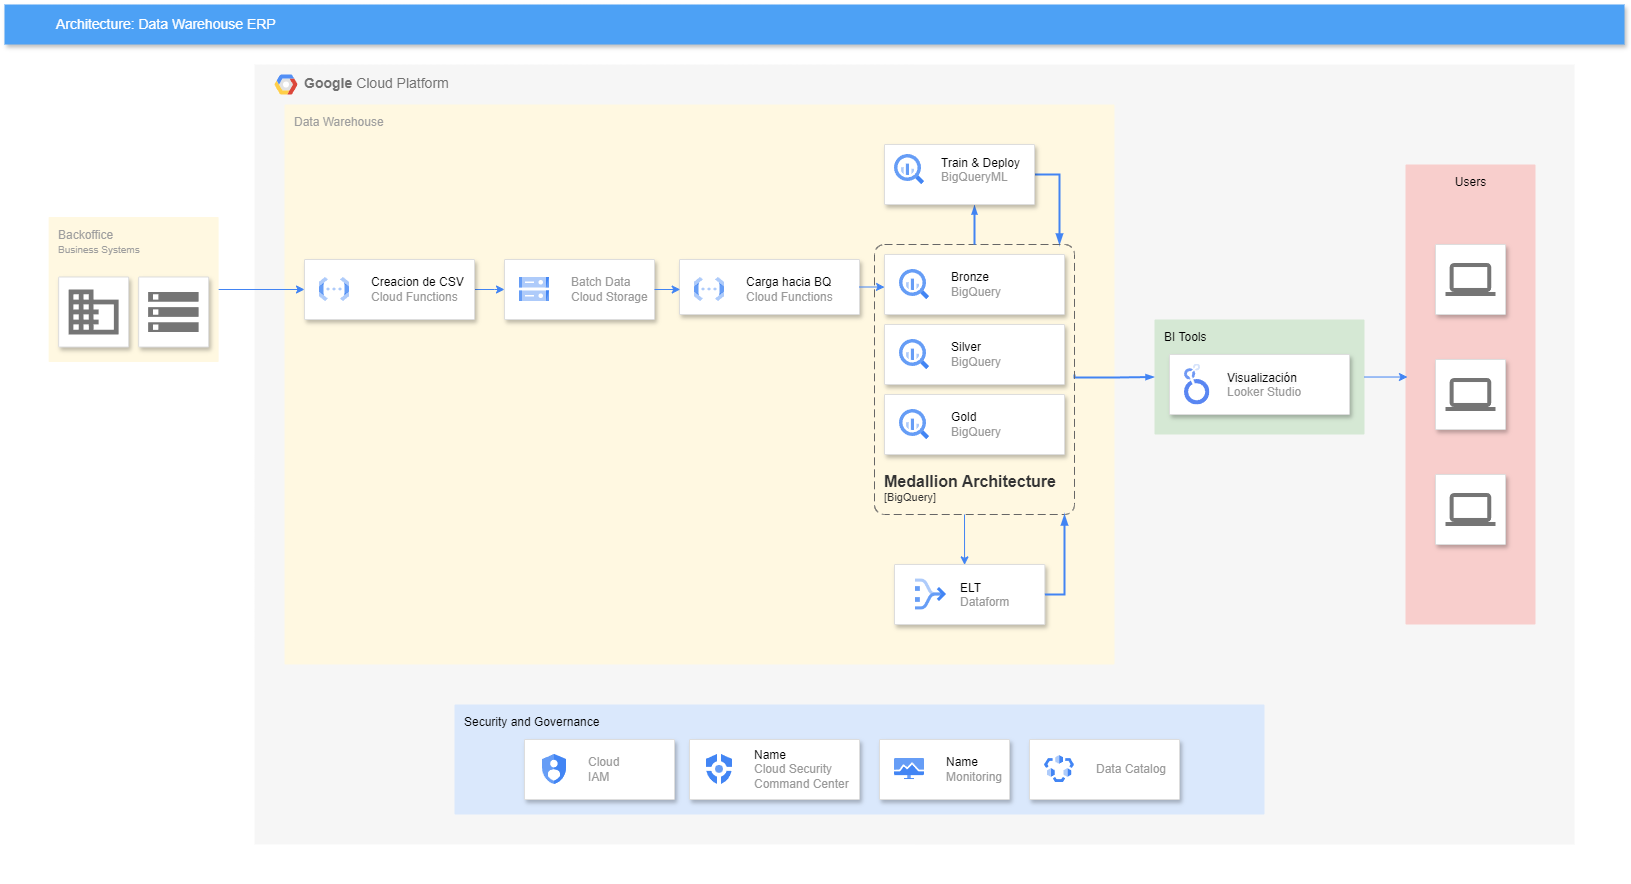 Architecture: Data Warehouse ERP
Google Cloud Platform
Data Warehouse
Backoffice
Business Systems
Creacion de CSV
Cloud Functions
Batch Data
Cloud Storage
Carga hacia BQ
Cloud Functions
Train & Deploy
BigQueryML
Bronze
BigQuery
Silver
BigQuery
Gold
BigQuery
Medallion Architecture
[BigQuery]
ELT
Dataform
BI Tools
Visualización
Looker Studio
Users
Security and Governance
Cloud
IAM
Name
Cloud Security
Command Center
Name
Monitoring
Data Catalog